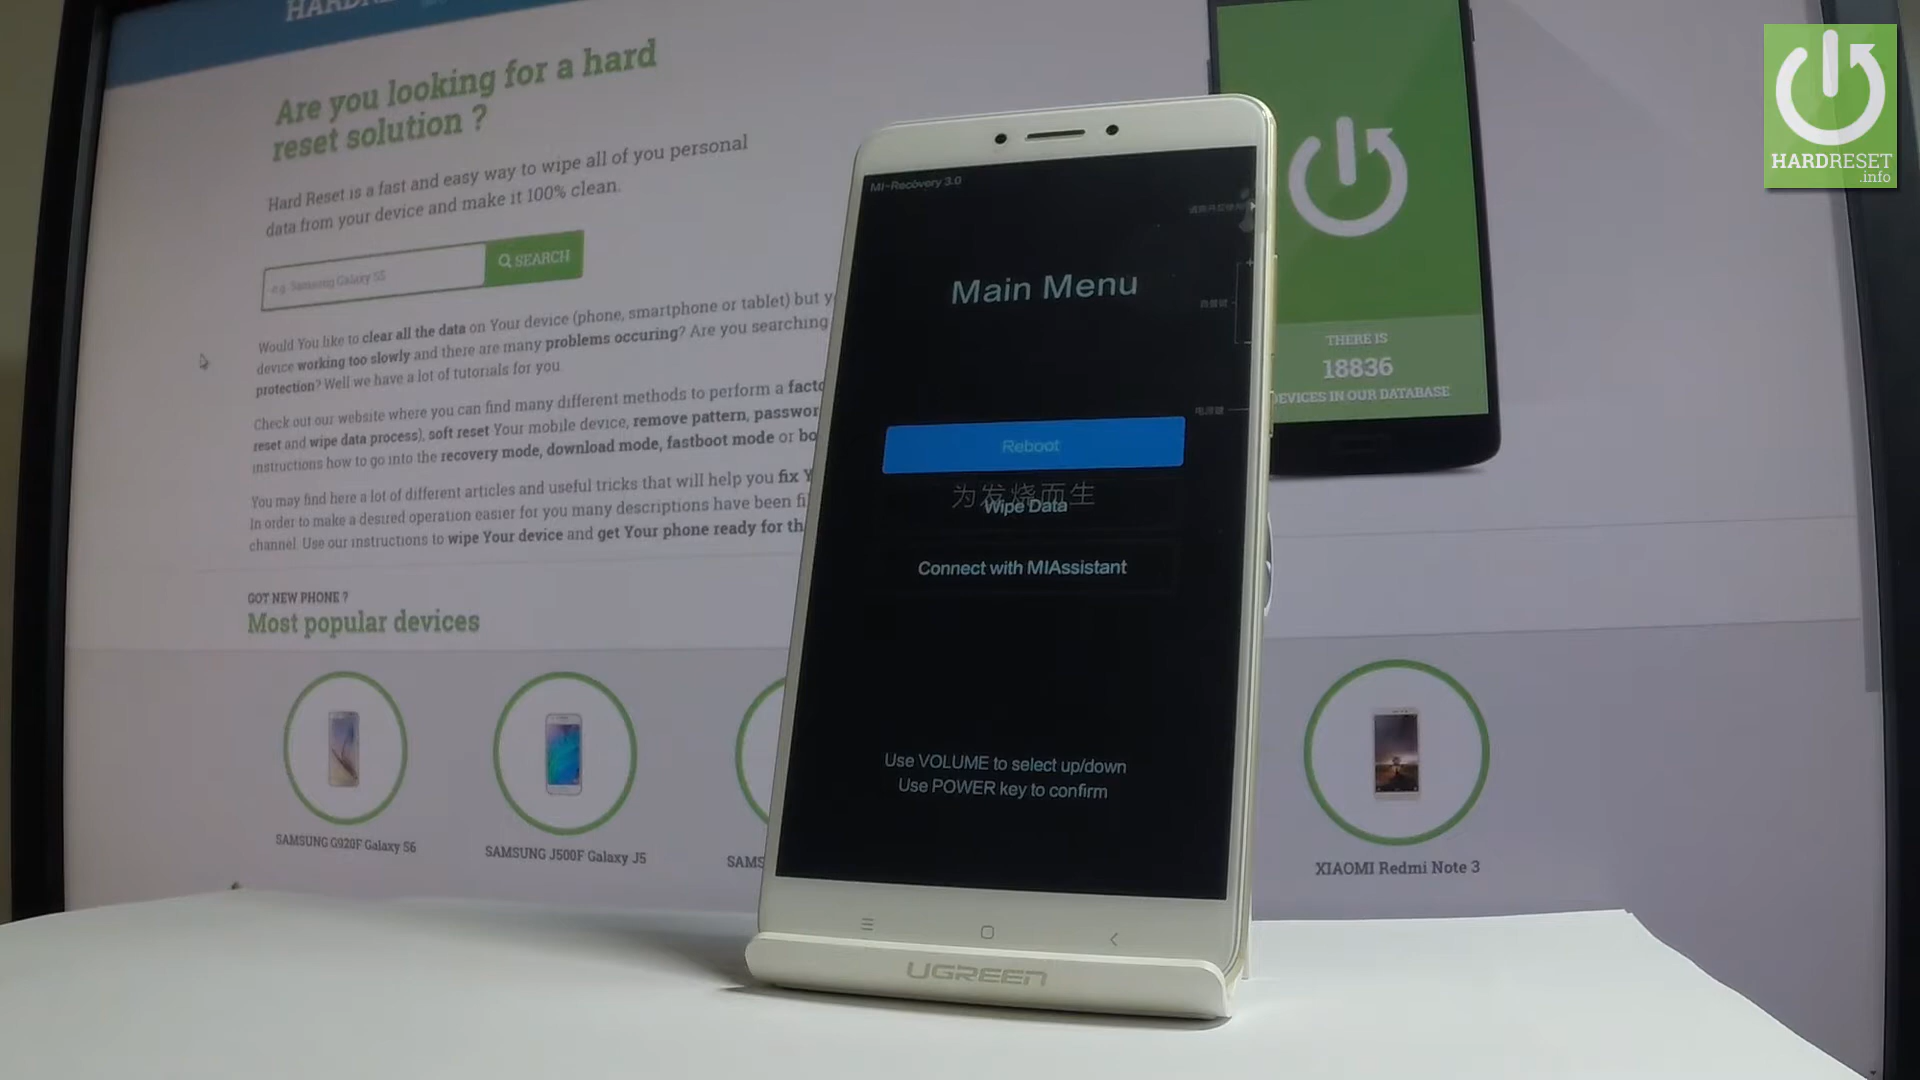 Are you looking for a hard
reset solution ?
Hard Reset is a fast and easy way to wipe all of you personal
data from your device and make it 100% clean.
e.g. Samsung Galaxy S5
SEARCH
Would You like to clear all the data on Your device (phone, smartphone or tablet) but
device working too slowly and there are many problems occuring? Are you searching
protection? Well we have a lot of tutorials for you
Check out our website where you can find many different methods to perform a
reset and wipe data process), soft reset Your mobile device, remove pattern,
instructions how to go into the recovery mode, download mode, fastboot mode or
You may find here a lot of different articles and useful tricks that will help you fix
In order to make a desired operation easier for you many descriptions have been
channel. Use our instructions to wipe Your device and get Your phone ready for
GOT NEW PHONE ?
Most popular devices
SAMSUNG G920F Galaxy S6
SAMSUNG J500F Galaxy J5
XIAOMI Redmi Note 3
MI-Recovery 3.0
Main Menu
Reboot
为发烧而生
Wipe Data
Connect with MIAssistant
Use VOLUME to select up/down
Use POWER key to confirm
UGREEN
THERE IS
18836
DEVICES IN OUR DATABASE
HARDRESET
.info